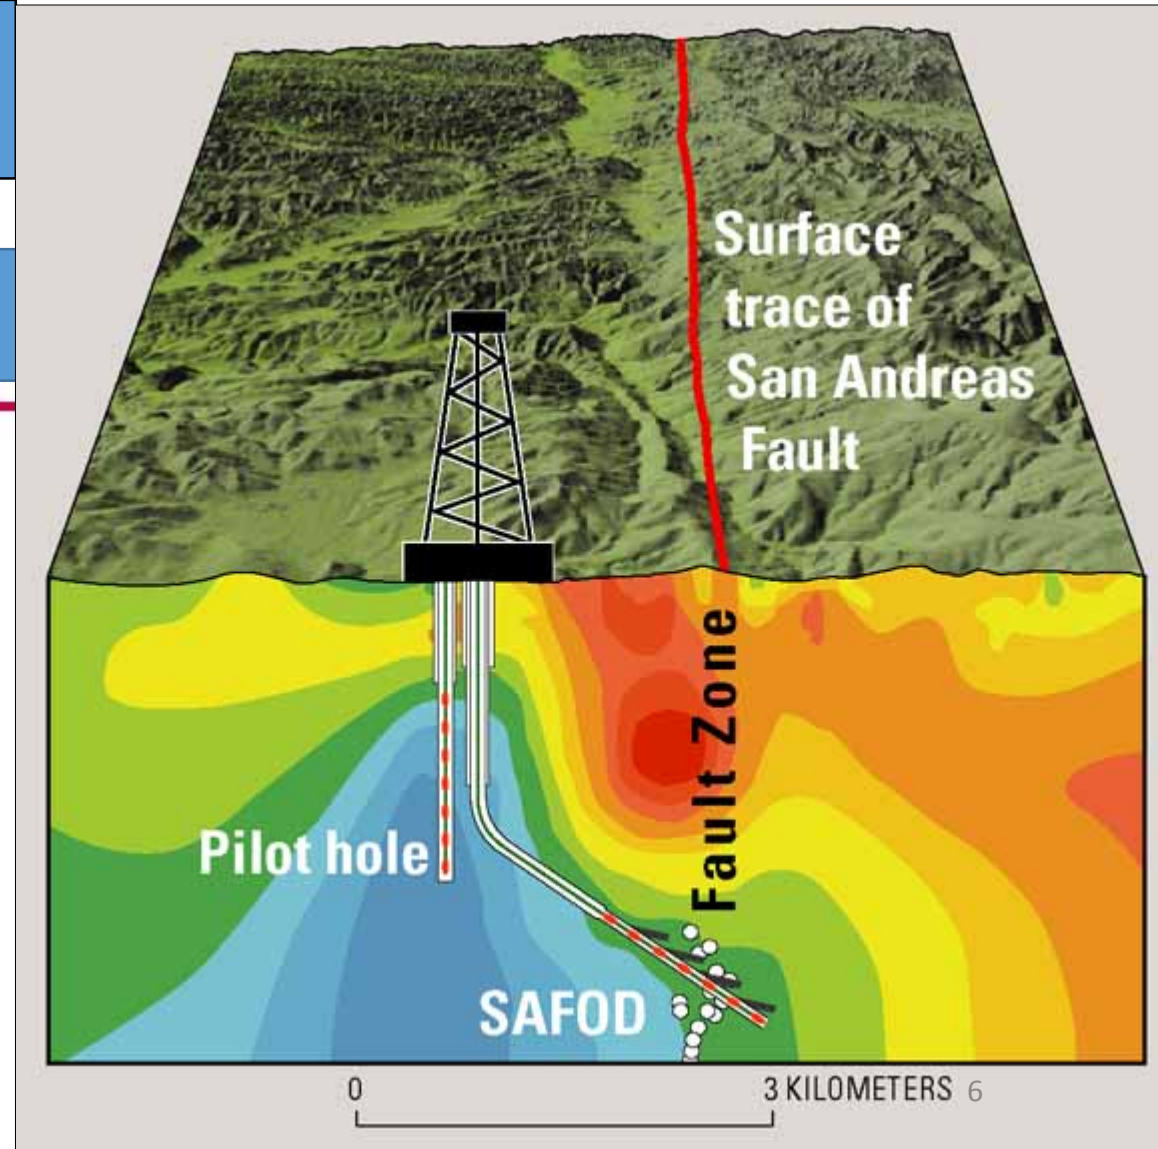 Surface
trace of
San Andreas
Fault
Fault Zone
Pilot hole
SAFOD
0
3 KILOMETERS
6